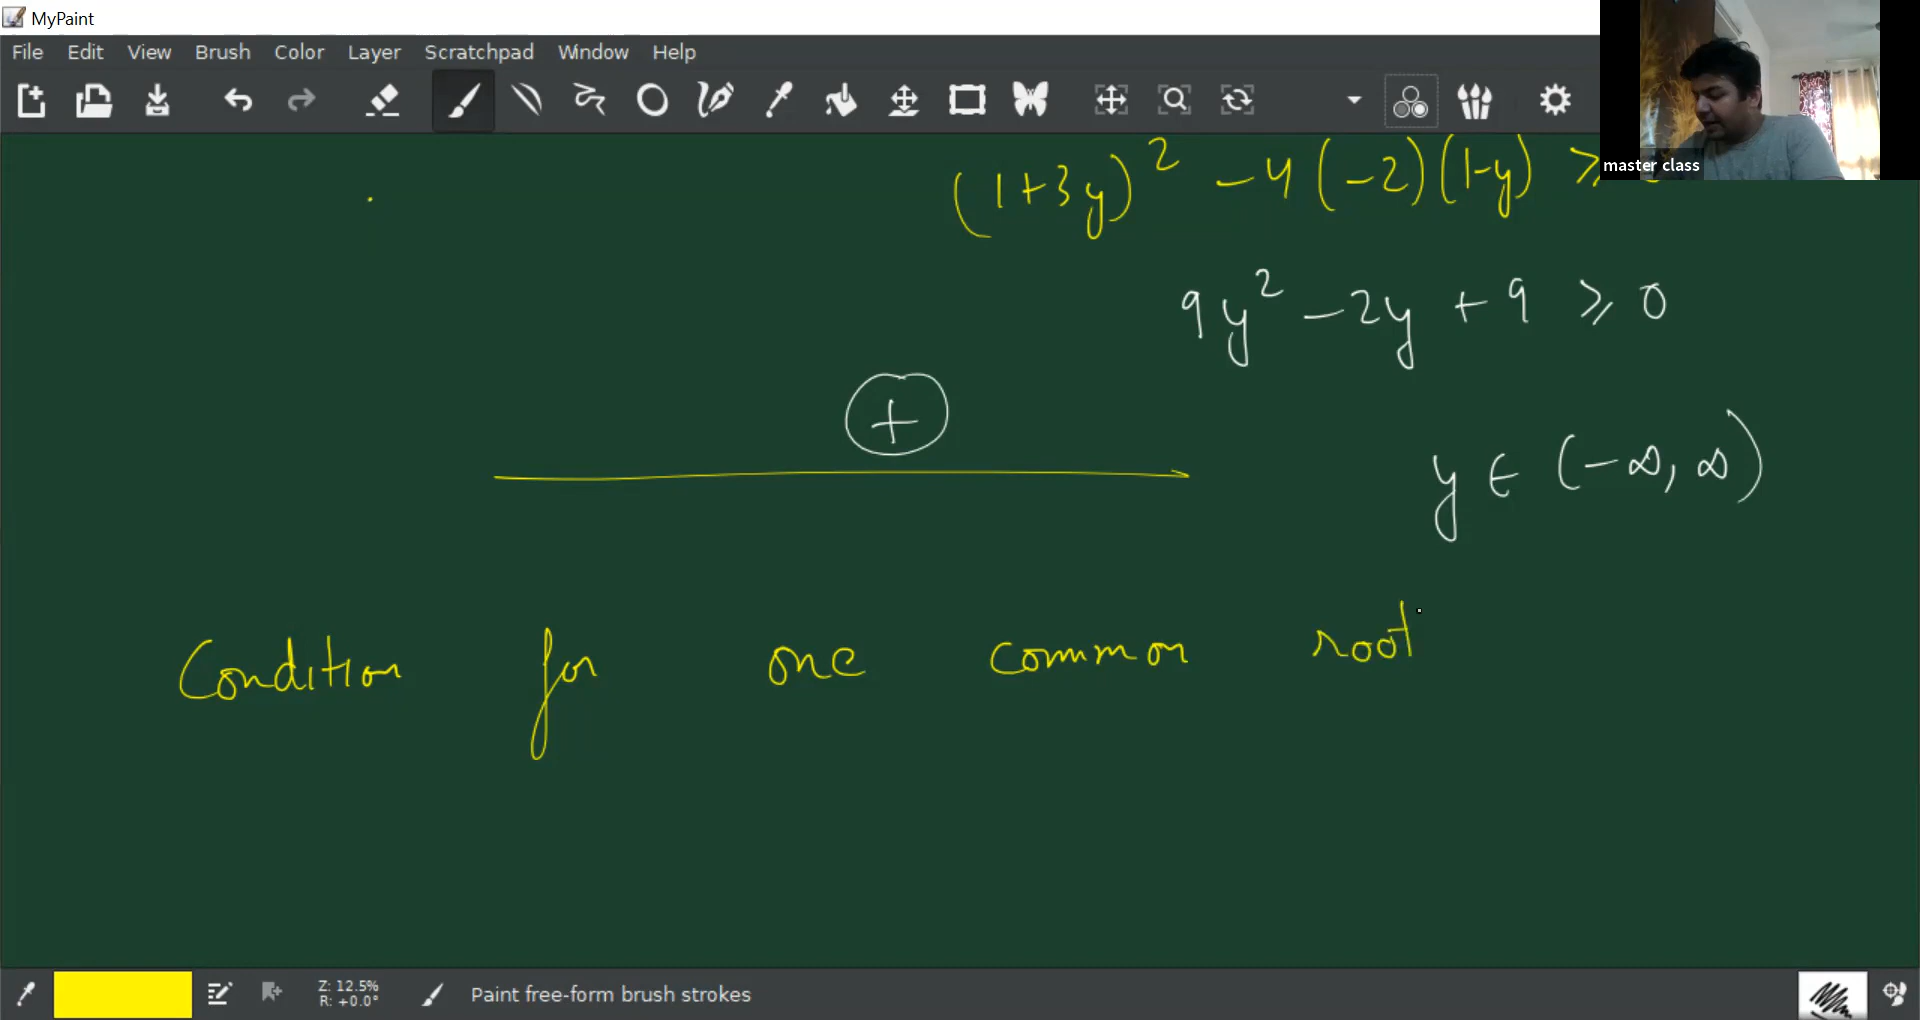 MyPaint
File Edit View Brush Color Layer Scratchpad Window Help
master class
(1+3y)² -4(-2)(1-y) ≥
9y² - 2y + 9 ≥ 0
+
y ∈ (-∞, ∞)
Condition for one common root
Z: 12.5%
R: +0.0°
Paint free-form brush strokes